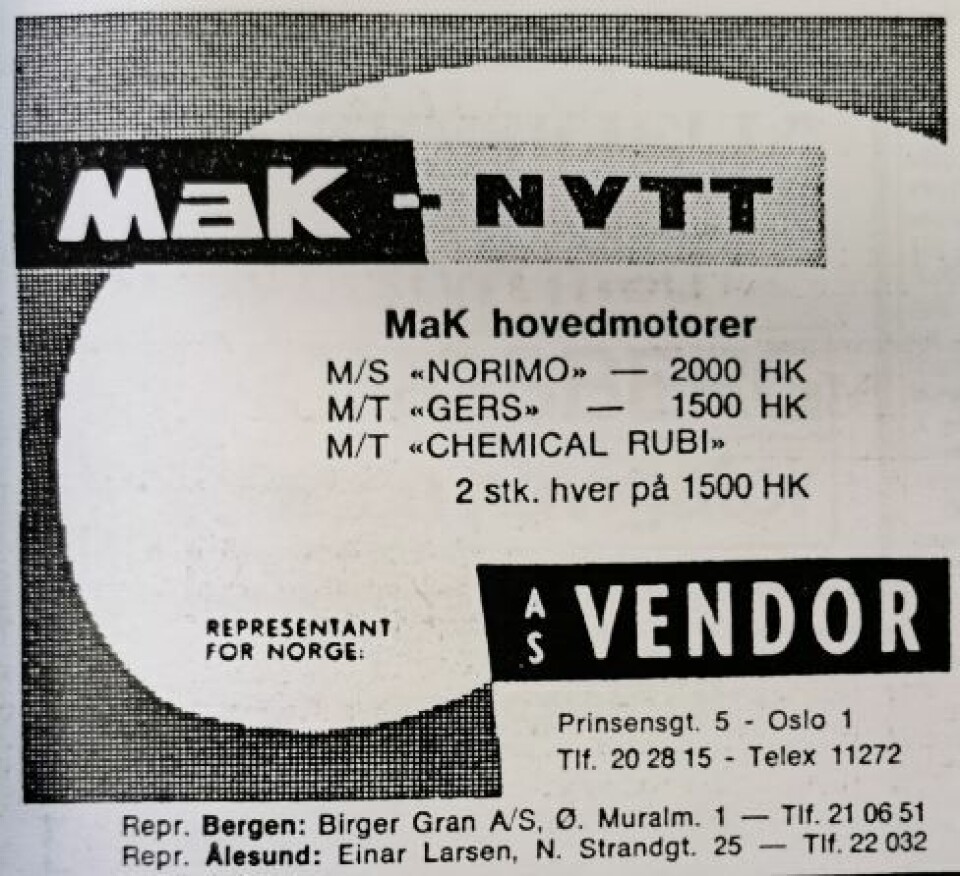 MaK - NYTT
MaK hovedmotorer
M/S «NORIMO» — 2000 HK
M/T «GERS» — 1500 HK
M/T «CHEMICAL RUBI»
2 stk. hver på 1500 HK
REPRESENTANT
FOR NORGE:
A/S VENDOR
Prinsensgt. 5 - Oslo 1
Tlf. 20 28 15 - Telex 11272
Repr. Bergen: Birger Gran A/S, Ø. Muralm. 1 — Tlf. 21 06 51
Repr. Ålesund: Einar Larsen, N. Strandgt. 25 — Tlf. 22 032